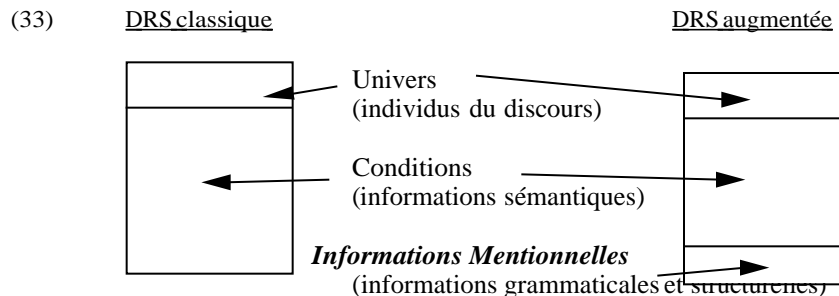 (33) DRS classique DRS augmentée
Univers
(individus du discours)
Conditions
(informations sémantiques)
Informations Mentionnelles
(informations grammaticales et structurelles)